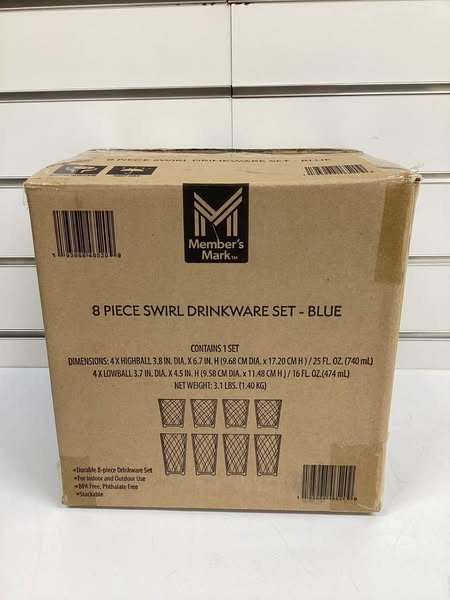 8 PIECE SWIRL DRINKWARE SET - BLUE
Member's
Mark™
8 PIECE SWIRL DRINKWARE SET - BLUE
CONTAINS 1 SET
DIMENSIONS: 4 X HIGHBALL 3.8 IN. DIA. X 6.7 IN. H (9.68 CM DIA. x 17.20 CM H ) / 25 FL. OZ. (740 mL)
4 X LOWBALL 3.7 IN. DIA. X 4.5 IN. H (9.58 CM DIA. x 11.48 CM H ) / 16 FL. OZ.(474 mL)
NET WEIGHT: 3.1 LBS. (1.40 KG)
•Durable 8-piece Drinkware Set
•For Indoor and Outdoor Use
•BPA Free, Phthalate Free
•Stackable